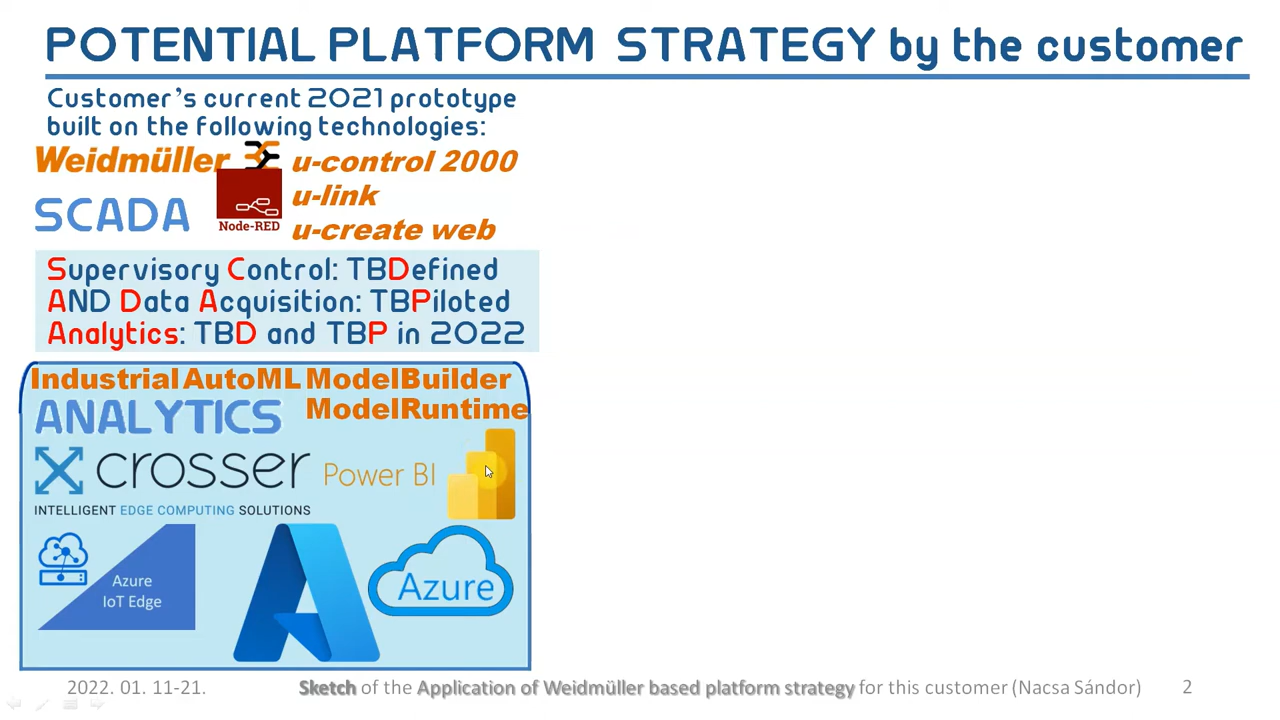 POTENTIAL PLATFORM STRATEGY by the customer
Customer's current 2021 prototype
built on the following technologies:
Weidmüller
u-control 2000
u-link
SCADA
Node-RED
u-create web
Supervisory Control: TBDefined
AND Data Acquisition: TBPiloted
Analytics: TBD and TBP in 2022
Industrial AutoML ModelBuilder
ANALYTICS ModelRuntime
crosser
Power BI
INTELLIGENT EDGE COMPUTING SOLUTIONS
Azure
IoT Edge
Azure
2022. 01. 11-21.
Sketch of the Application of Weidmüller based platform strategy for this customer (Nacsa Sándor)
2